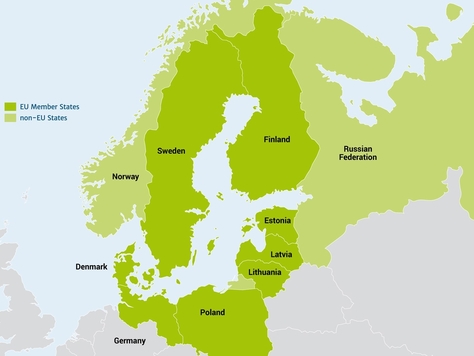 EU Member States
non-EU States
Sweden
Finland
Russian
Federation
Norway
Estonia
Latvia
Denmark
Lithuania
Poland
Germany